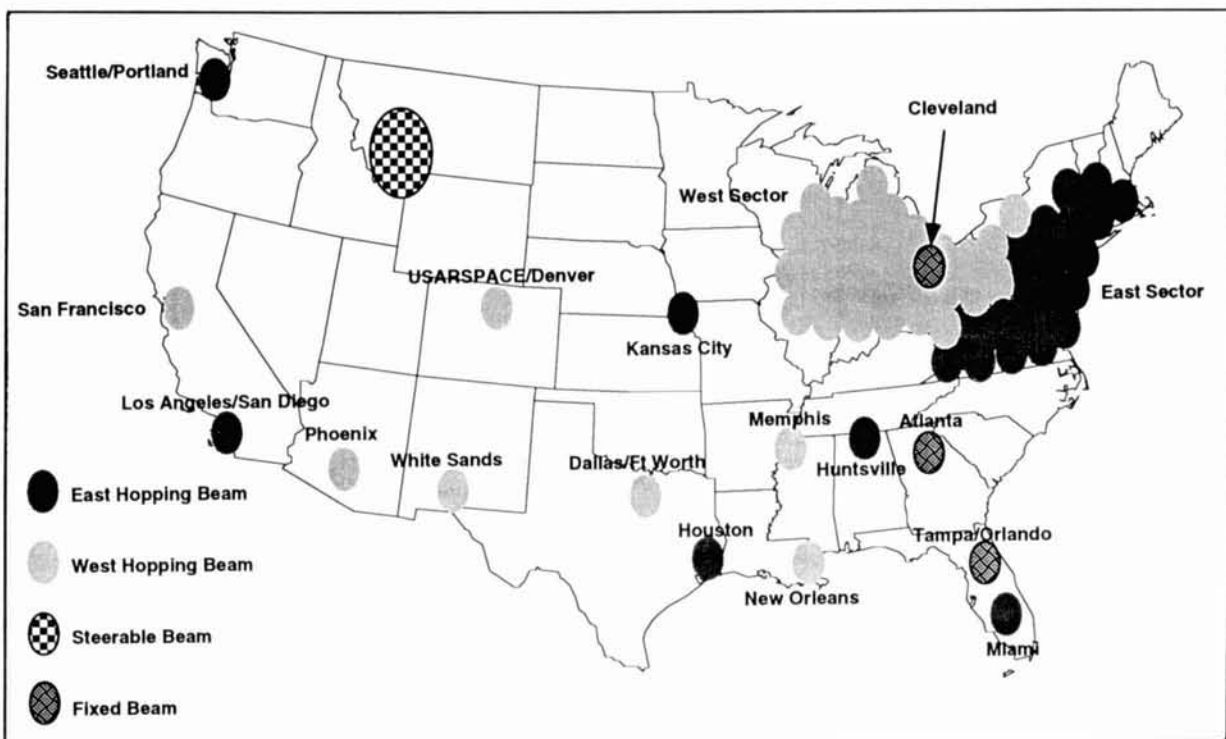 Seattle/Portland
Cleveland
West Sector
USARSPACE/Denver
San Francisco
East Sector
Kansas City
Los Angeles/San Diego
Phoenix
White Sands
Dallas/Ft Worth
Memphis
Atlanta
Huntsville
Houston
Tampa/Orlando
New Orleans
Miami
East Hopping Beam
West Hopping Beam
Steerable Beam
Fixed Beam